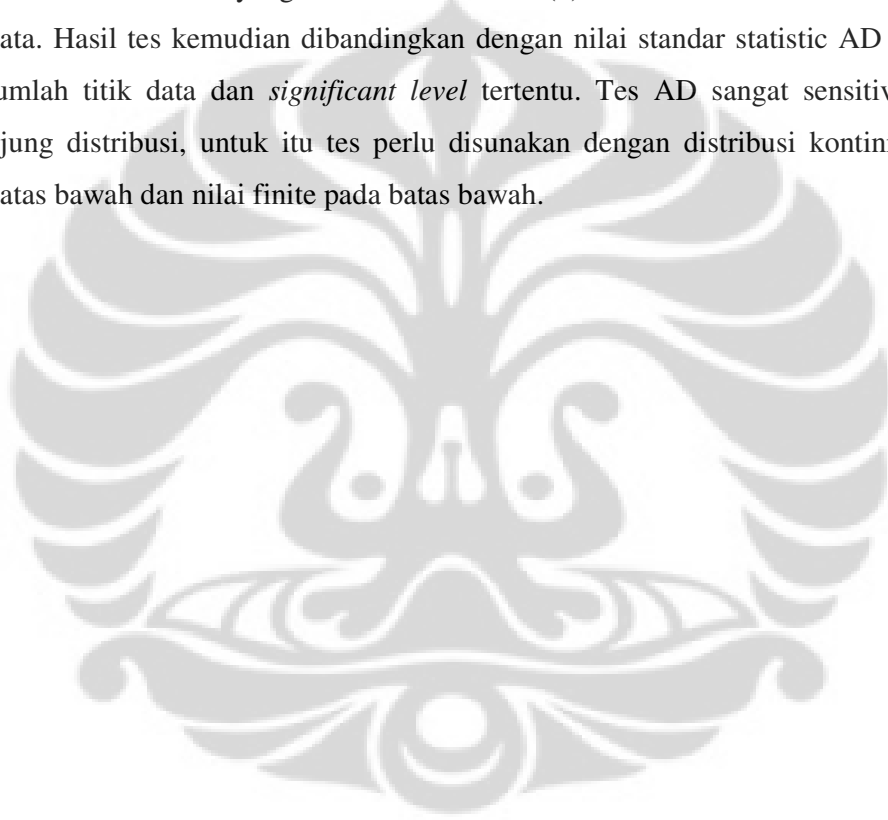 ata. Hasil tes kemudian dibandingkan dengan nilai standar statistic AD
umlah titik data dan significant level tertentu. Tes AD sangat sensitiv
jung distribusi, untuk itu tes perlu disunakan dengan distribusi kontin
atas bawah dan nilai finite pada batas bawah.